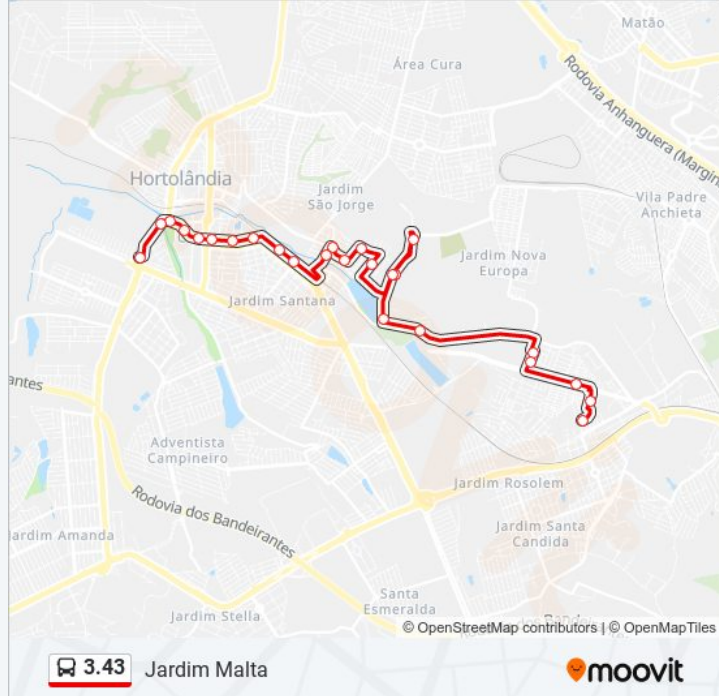 Matão
Área Cura
Rodovia Anhanguera (Margin
Hortolândia
Jardim
São Jorge
Vila Padre
Anchieta
Jardim Nova
Europa
Jardim Santana
antes
Adventista
Campineiro
Jardim Rosolem
Rodovia dos Bandeirantes
Jardim Santa
Candida
Jardim Amanda
Santa
Esmeralda
Jardim Stella
© OpenStreetMap contributors | © OpenMapTiles
3.43 Jardim Malta
moovit